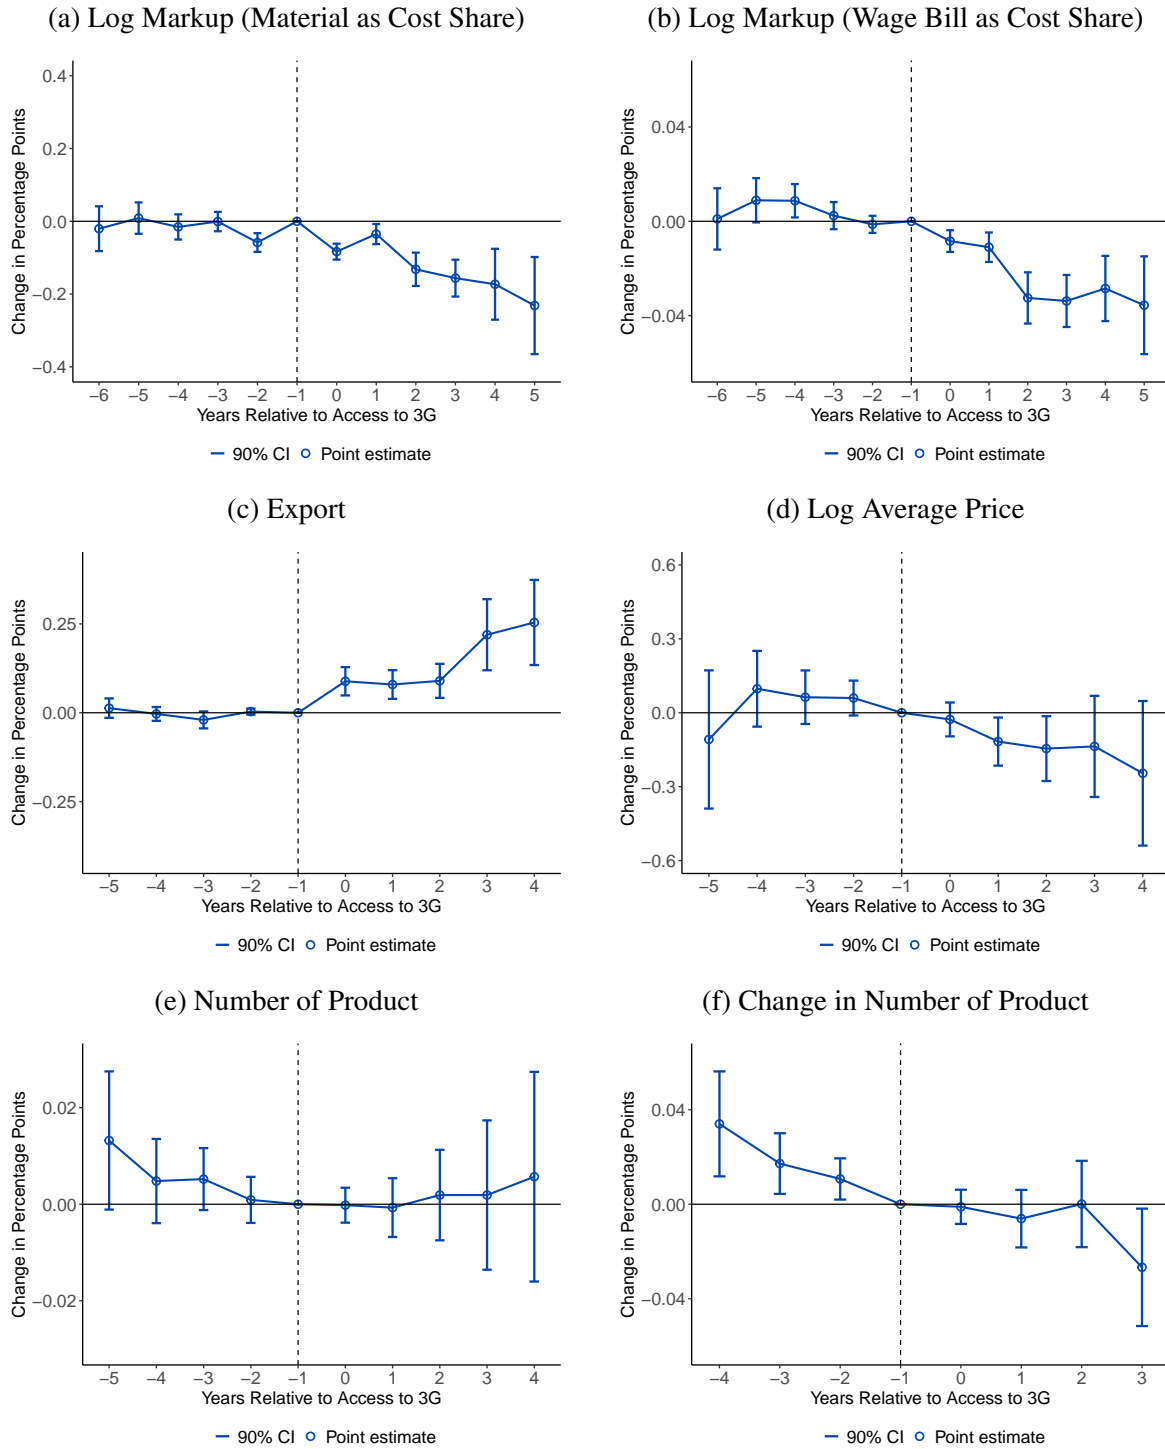 (a) Log Markup (Material as Cost Share)
Change in Percentage Points
0.4
0.2
0.0
−0.2
−0.4
−6 −5 −4 −3 −2 −1 0 1 2 3 4 5
Years Relative to Access to 3G
90% CI Point estimate
(b) Log Markup (Wage Bill as Cost Share)
Change in Percentage Points
0.04
0.00
−0.04
−6 −5 −4 −3 −2 −1 0 1 2 3 4 5
Years Relative to Access to 3G
90% CI Point estimate
(c) Export
Change in Percentage Points
0.25
0.00
−0.25
−5 −4 −3 −2 −1 0 1 2 3 4
Years Relative to Access to 3G
90% CI Point estimate
(d) Log Average Price
Change in Percentage Points
0.6
0.3
0.0
−0.3
−0.6
−5 −4 −3 −2 −1 0 1 2 3 4
Years Relative to Access to 3G
90% CI Point estimate
(e) Number of Product
Change in Percentage Points
0.02
0.00
−0.02
−5 −4 −3 −2 −1 0 1 2 3 4
Years Relative to Access to 3G
90% CI Point estimate
(f) Change in Number of Product
Change in Percentage Points
0.04
0.00
−0.04
−4 −3 −2 −1 0 1 2 3
Years Relative to Access to 3G
90% CI Point estimate